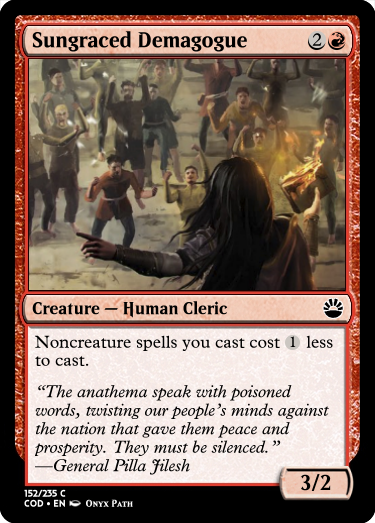 Sungraced Demagogue 2
Creature — Human Cleric
Noncreature spells you cast cost 1 less
to cast.
“The anathema speak with poisoned
words, twisting our people’s minds against
the nation that gave them peace and
prosperity. They must be silenced.”
—General Pilla Jilesh
3/2
152/235 C
COD • EN Onyx Path